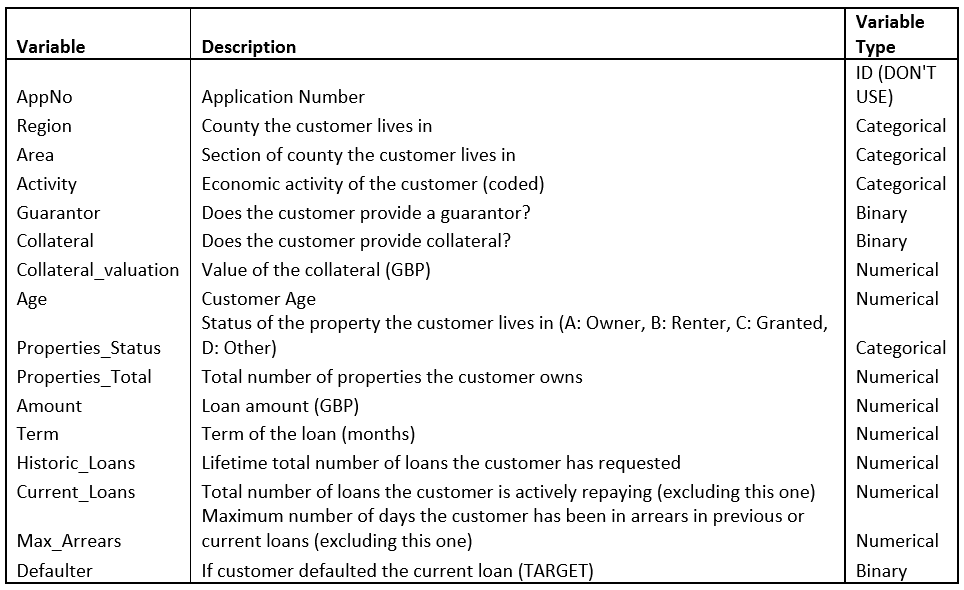 Variable Description Variable Type
AppNo Application Number ID (DON'T USE)
Region County the customer lives in Categorical
Area Section of county the customer lives in Categorical
Activity Economic activity of the customer (coded) Categorical
Guarantor Does the customer provide a guarantor? Binary
Collateral Does the customer provide collateral? Binary
Collateral_valuation Value of the collateral (GBP) Numerical
Age Customer Age Numerical
Properties_Status Status of the property the customer lives in (A: Owner, B: Renter, C: Granted, D: Other) Categorical
Properties_Total Total number of properties the customer owns Numerical
Amount Loan amount (GBP) Numerical
Term Term of the loan (months) Numerical
Historic_Loans Lifetime total number of loans the customer has requested Numerical
Current_Loans Total number of loans the customer is actively repaying (excluding this one) Numerical
Max_Arrears Maximum number of days the customer has been in arrears in previous or current loans (excluding this one) Numerical
Defaulter If customer defaulted the current loan (TARGET) Binary